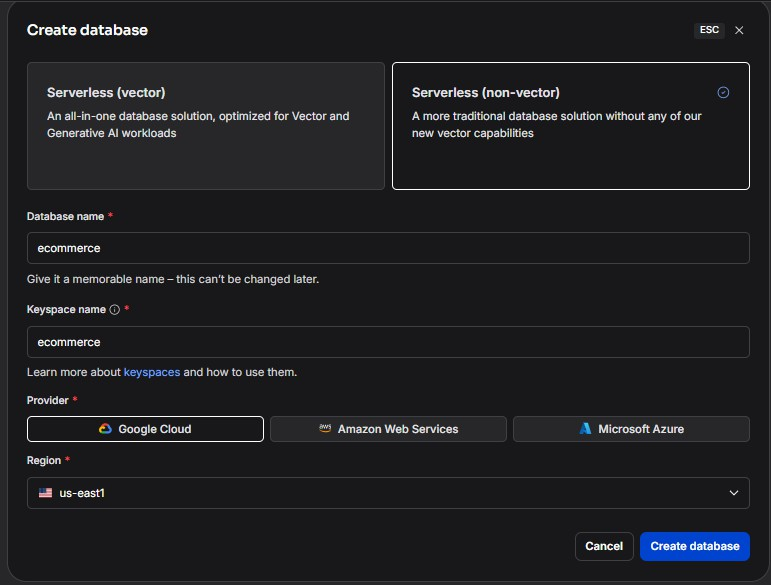 Create database
ESC
Serverless (vector)
An all-in-one database solution, optimized for Vector and
Generative AI workloads
Serverless (non-vector)
A more traditional database solution without any of our
new vector capabilities
Database name *
ecommerce
Give it a memorable name – this can't be changed later.
Keyspace name *
ecommerce
Learn more about keyspaces and how to use them.
Provider *
Google Cloud
aws Amazon Web Services
Microsoft Azure
Region *
us-east1
Cancel
Create database